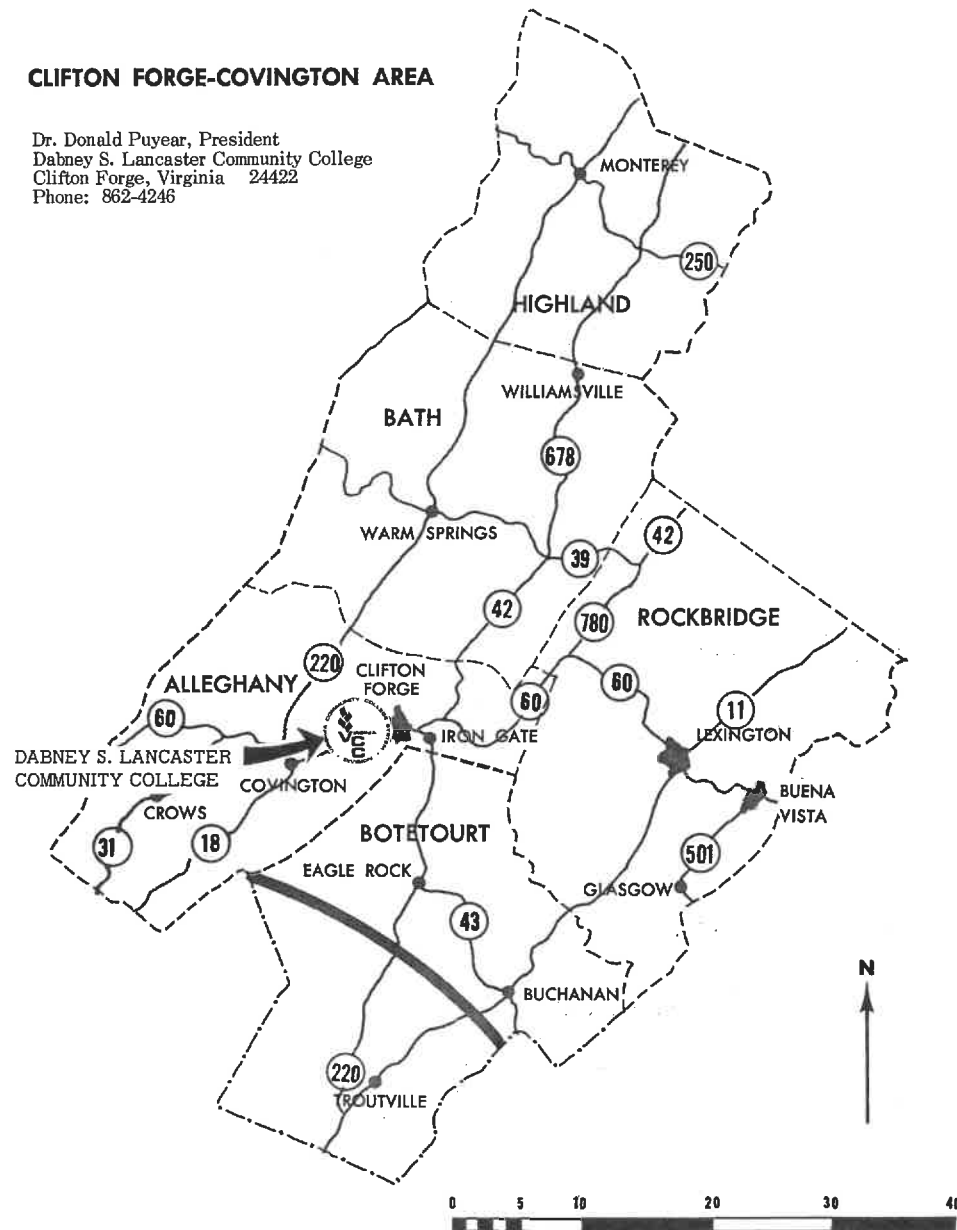 CLIFTON FORGE-COVINGTON AREA
Dr. Donald Puyear, President
Dabney S. Lancaster Community College
Clifton Forge, Virginia 24422
Phone: 862-4246
MONTEREY
250
HIGHLAND
WILLIAMSVILLE
BATH
678
WARM SPRINGS
42
39
42
780
ROCKBRIDGE
220
CLIFTON
FORGE
ALLEGHANY
60
60
60
11
LEXINGTON
IRON GATE
DABNEY S. LANCASTER
COMMUNITY COLLEGE
COVINGTON
CROWS
BUENA
VISTA
31
18
BOTETOURT
501
EAGLE ROCK
GLASGOW
43
BUCHANAN
N
220
TROUTVILLE
0 5 10 20 30 40